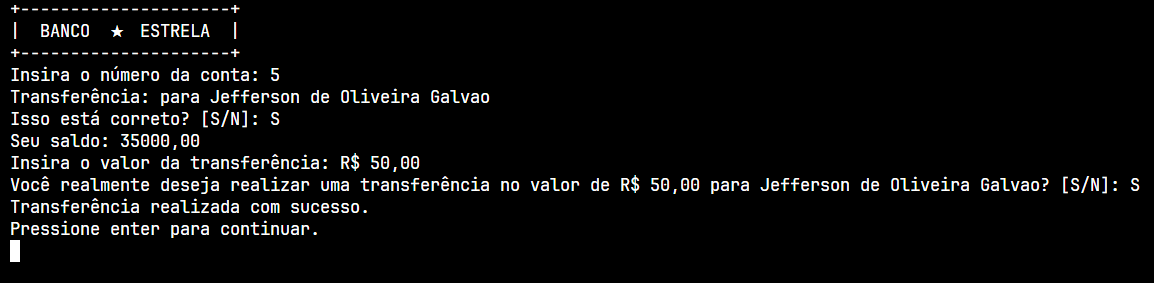 +---------------------+
|  BANCO  ★  ESTRELA  |
+---------------------+
Insira o número da conta: 5
Transferência: para Jefferson de Oliveira Galvao
Isso está correto? [S/N]: S
Seu saldo: 35000,00
Insira o valor da transferência: R$ 50,00
Você realmente deseja realizar uma transferência no valor de R$ 50,00 para Jefferson de Oliveira Galvao? [S/N]: S
Transferência realizada com sucesso.
Pressione enter para continuar.